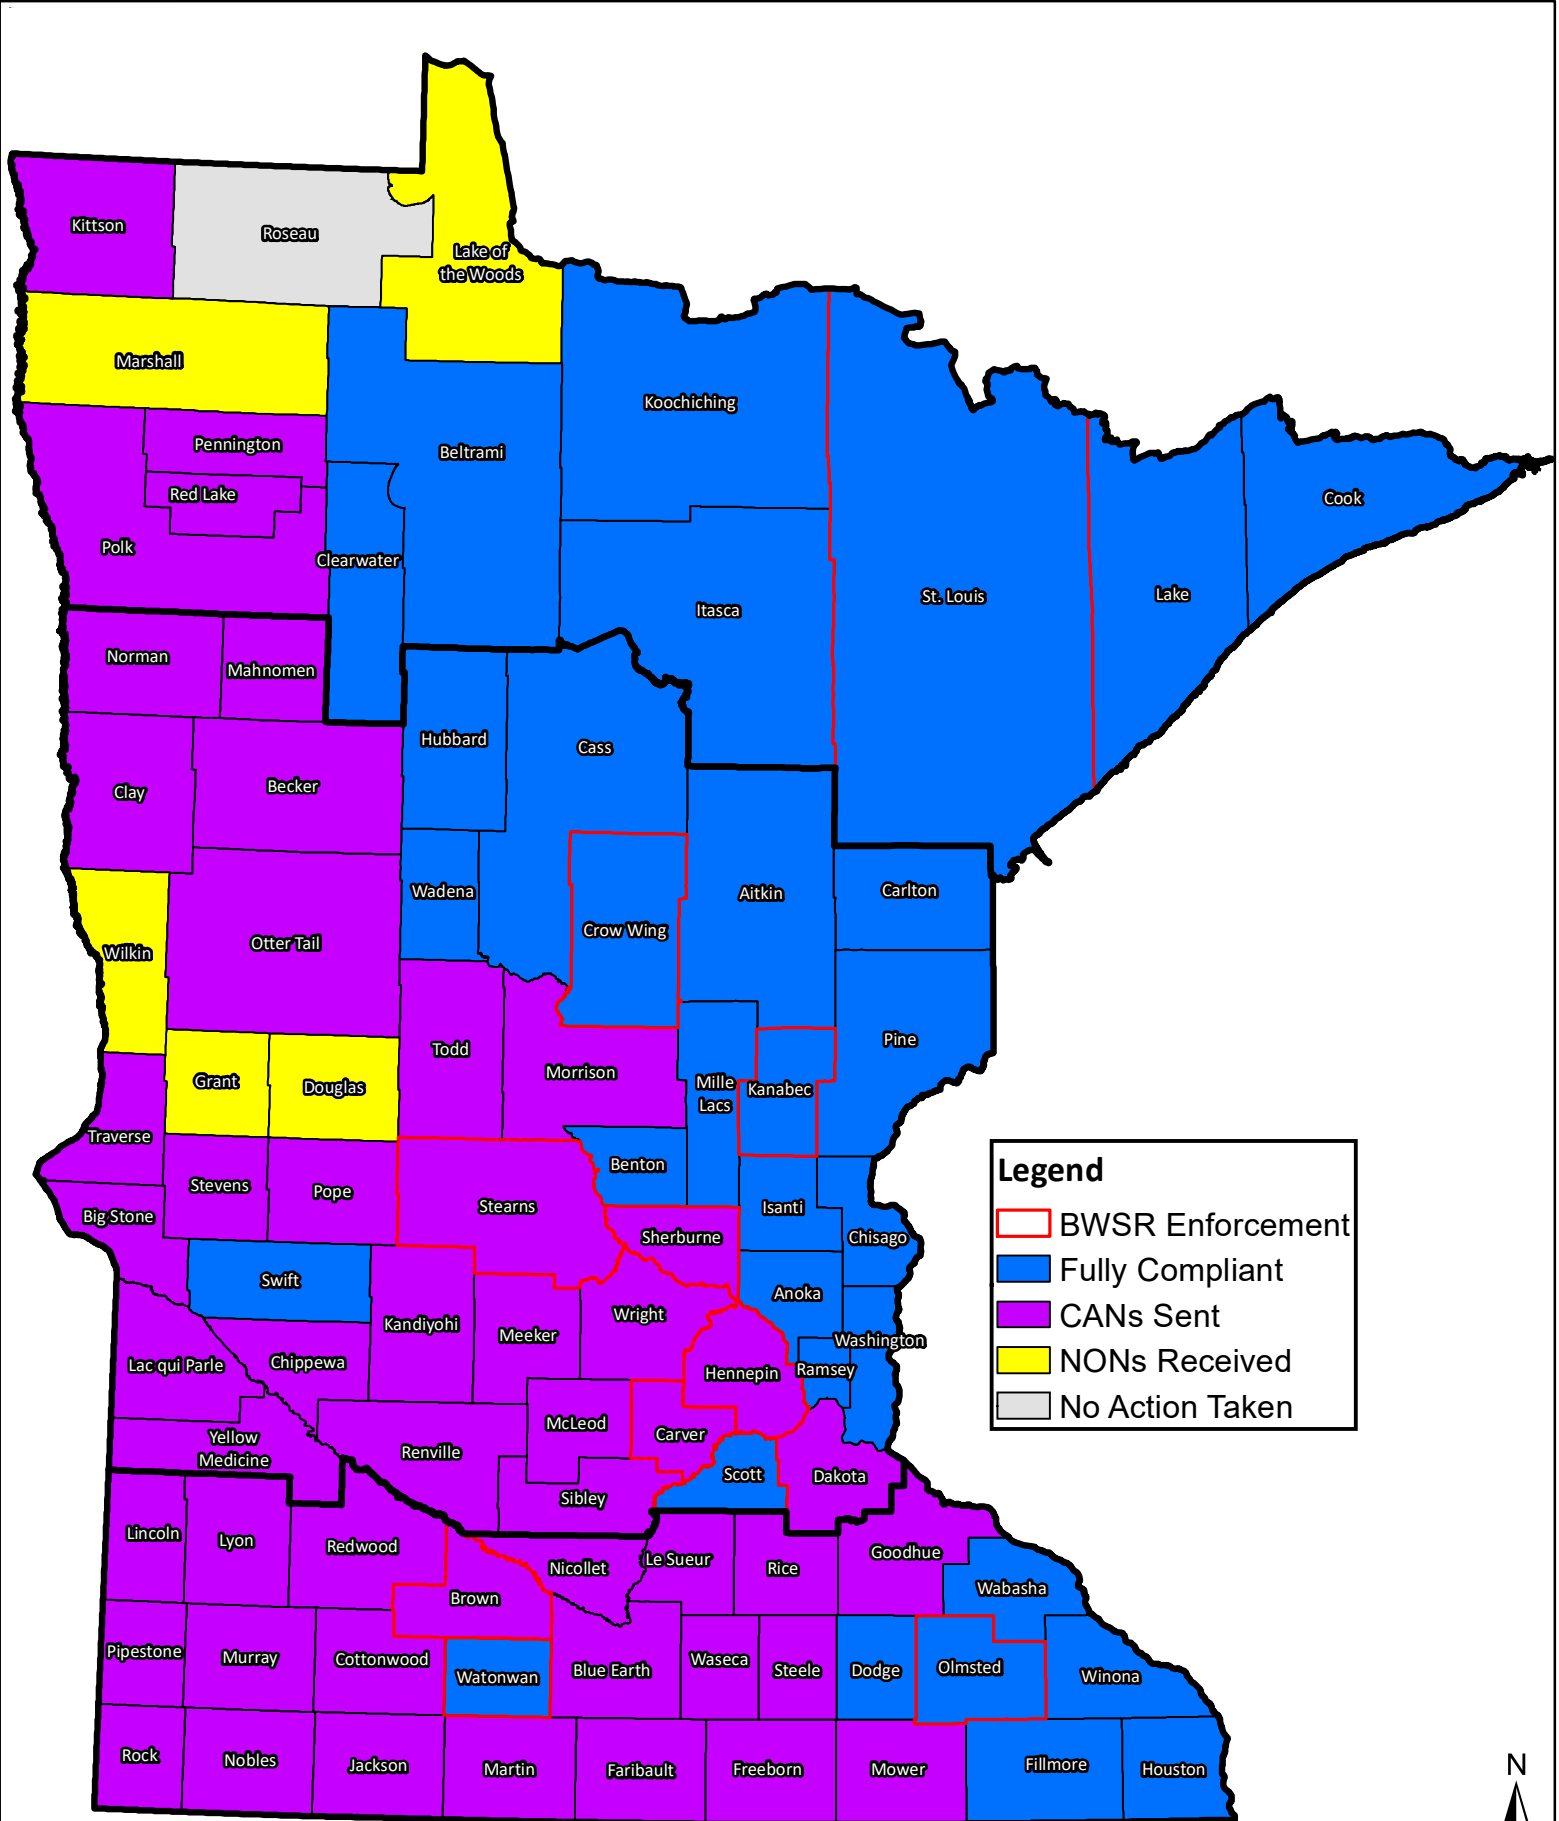 Kittson
Roseau
Lake of
the Woods
Marshall
Koochiching
Pennington
Beltrami
Red Lake
Cook
Polk
Clearwater
St. Louis
Lake
Itasca
Norman
Mahnomen
Hubbard
Cass
Becker
Clay
Wadena
Aitkin
Carlton
Crow Wing
Otter Tail
Wilkin
Pine
Todd
Morrison
Grant
Douglas
Mille
Lacs
Kanabec
Traverse
Benton
Stevens
Pope
Stearns
Isanti
Big Stone
Sherburne
Chisago
Swift
Anoka
Wright
Kandiyohi
Meeker
Washington
Lac qui Parle
Chippewa
Hennepin
Ramsey
McLeod
Carver
Yellow
Medicine
Renville
Scott
Dakota
Sibley
Legend
BWSR Enforcement
Fully Compliant
CANs Sent
NONs Received
No Action Taken
Lincoln
Lyon
Redwood
Nicollet
Le Sueur
Rice
Goodhue
Wabasha
Brown
Pipestone
Murray
Cottonwood
Watonwan
Blue Earth
Waseca
Steele
Dodge
Olmsted
Winona
Rock
Nobles
Jackson
Martin
Faribault
Freeborn
Mower
Fillmore
Houston
N